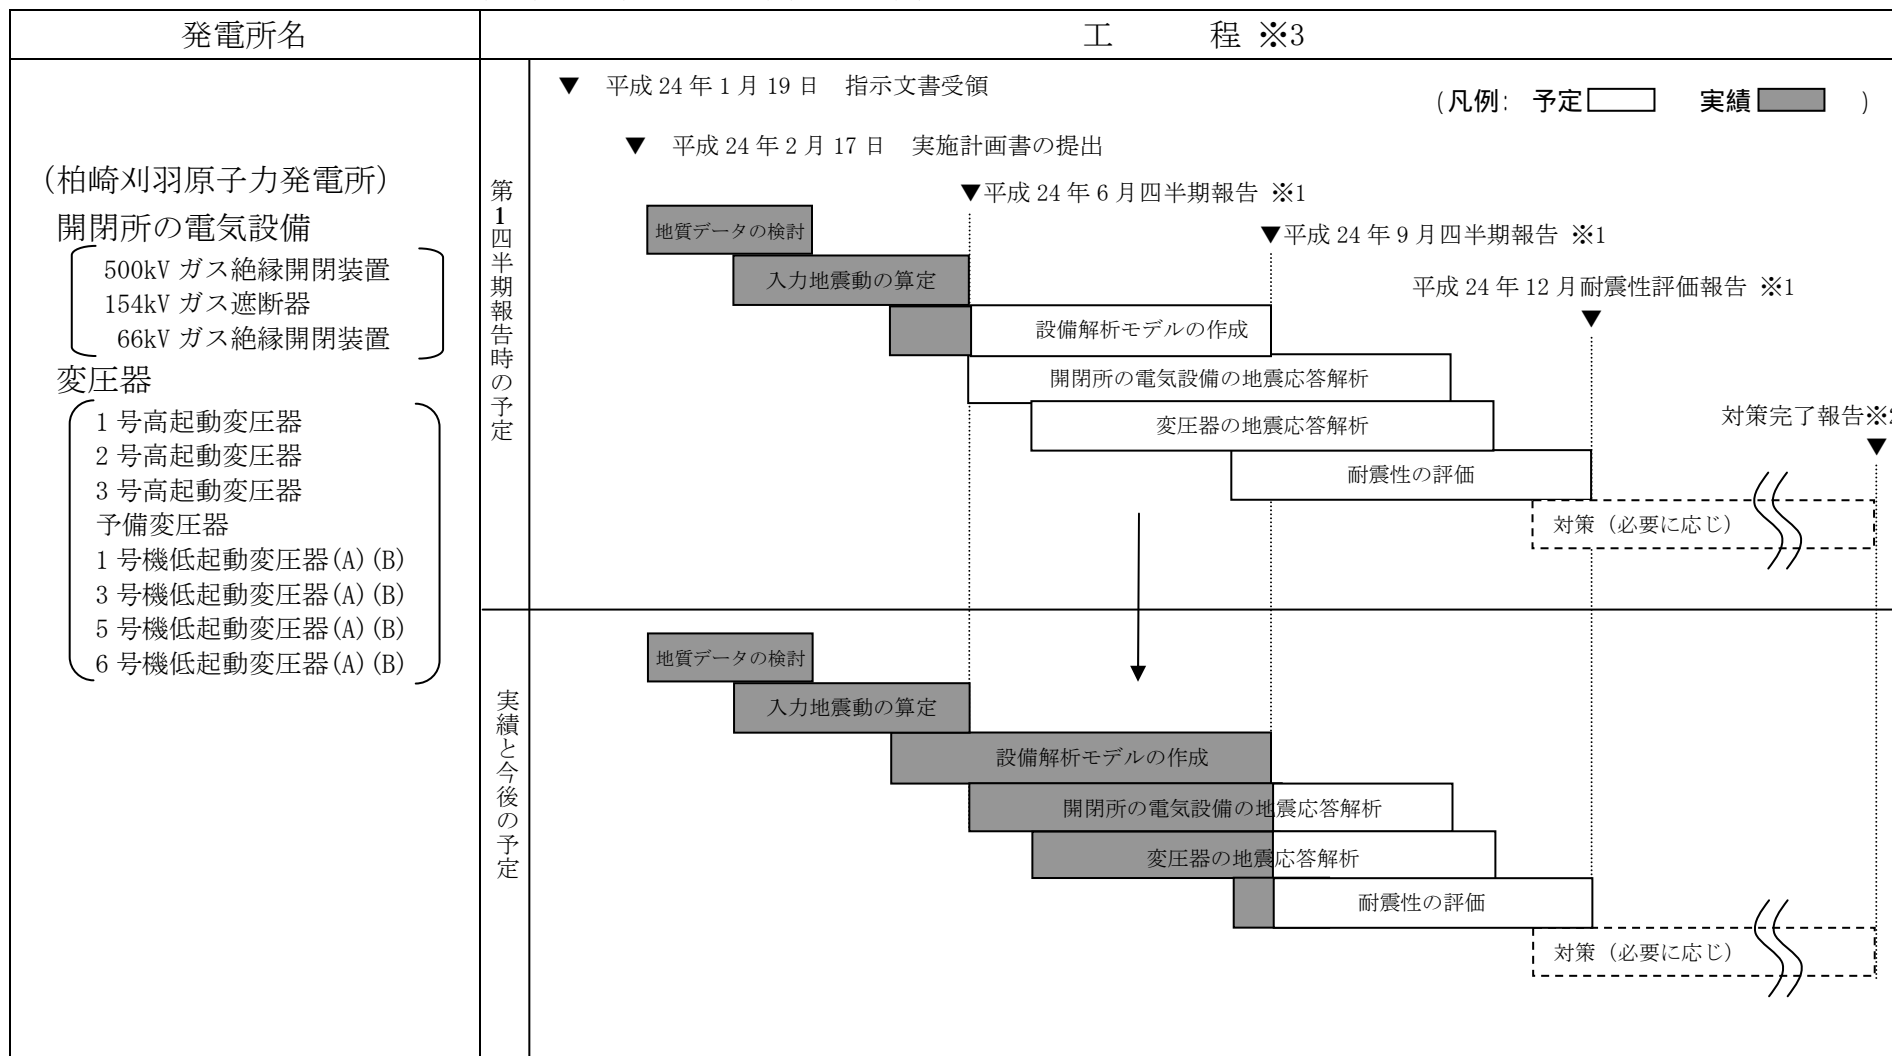 発電所名
工　程 ※3
(柏崎刈羽原子力発電所)
開閉所の電気設備
500kV ガス絶縁開閉装置
154kV ガス遮断器
66kV ガス絶縁開閉装置
変圧器
1 号高起動変圧器
2 号高起動変圧器
3 号高起動変圧器
予備変圧器
1 号機低起動変圧器(A)(B)
3 号機低起動変圧器(A)(B)
5 号機低起動変圧器(A)(B)
6 号機低起動変圧器(A)(B)
第1四半期報告時の予定
▼ 平成 24 年 1 月 19 日 指示文書受領
(凡例: 予定 実績 )
▼ 平成 24 年 2 月 17 日 実施計画書の提出
▼平成 24 年 6 月四半期報告 ※1
▼平成 24 年 9 月四半期報告 ※1
平成 24 年 12 月耐震性評価報告 ※1
▼
対策完了報告※2
▼
地質データの検討
入力地震動の算定
設備解析モデルの作成
開閉所の電気設備の地震応答解析
変圧器の地震応答解析
耐震性の評価
対策（必要に応じ）
実績と今後の予定
地質データの検討
入力地震動の算定
設備解析モデルの作成
開閉所の電気設備の地震応答解析
変圧器の地震応答解析
耐震性の評価
対策（必要に応じ）